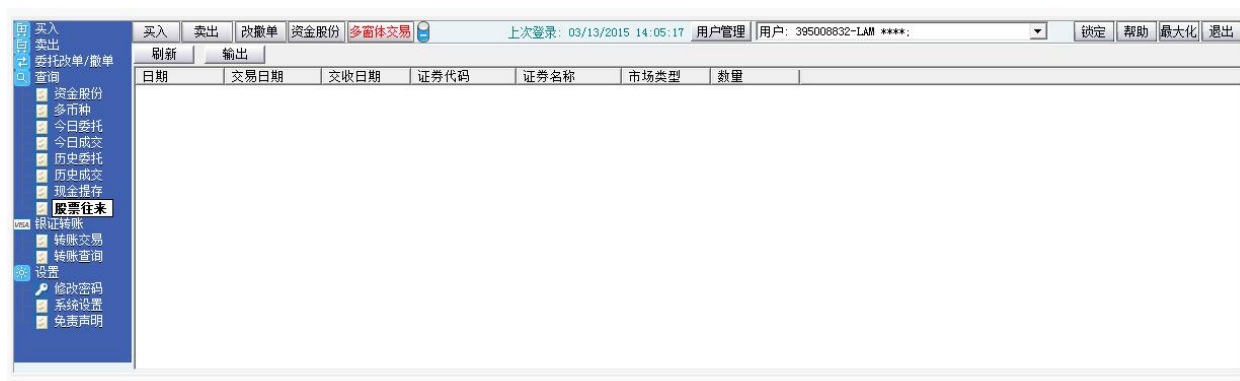 买入 卖出 改撤单 资金股份 多窗体交易 上次登录: 03/13/2015 14:05:17 用户管理 用户: 395008832-LAM ****; 锁定 帮助 最大化 退出
刷新 输出
日期 交易日期 交收日期 证券代码 证券名称 市场类型 数量
买入
卖出
委托改单/撤单
查询
资金股份
多币种
今日委托
今日成交
历史委托
历史成交
现金提存
股票往来
VISA 银证转账
转账交易
转账查询
设置
修改密码
系统设置
免责声明